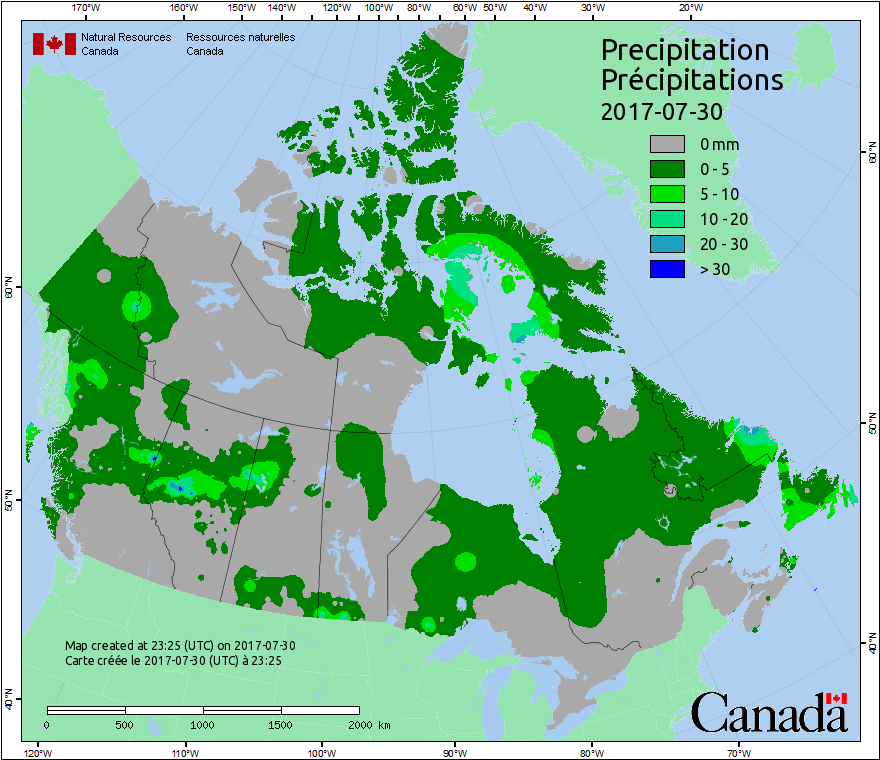 170°W 160°W 150°W 140°W 120°W 110°W 100°W 90°W 80°W 60°W 50°W 40°W 30°W 20°W
Natural Resources Ressources naturelles
Canada Canada
Precipitation
Précipitations
2017-07-30
0 mm
0 - 5
5 - 10
10 - 20
20 - 30
> 30
60°N
50°N
40°N
60°N
50°N
40°N
Map created at 23:25 (UTC) on 2017-07-30
Carte créée le 2017-07-30 (UTC) à 23:25
0 500 1000 1500 2000 km
Canada
120°W 110°W 100°W 90°W 80°W 70°W